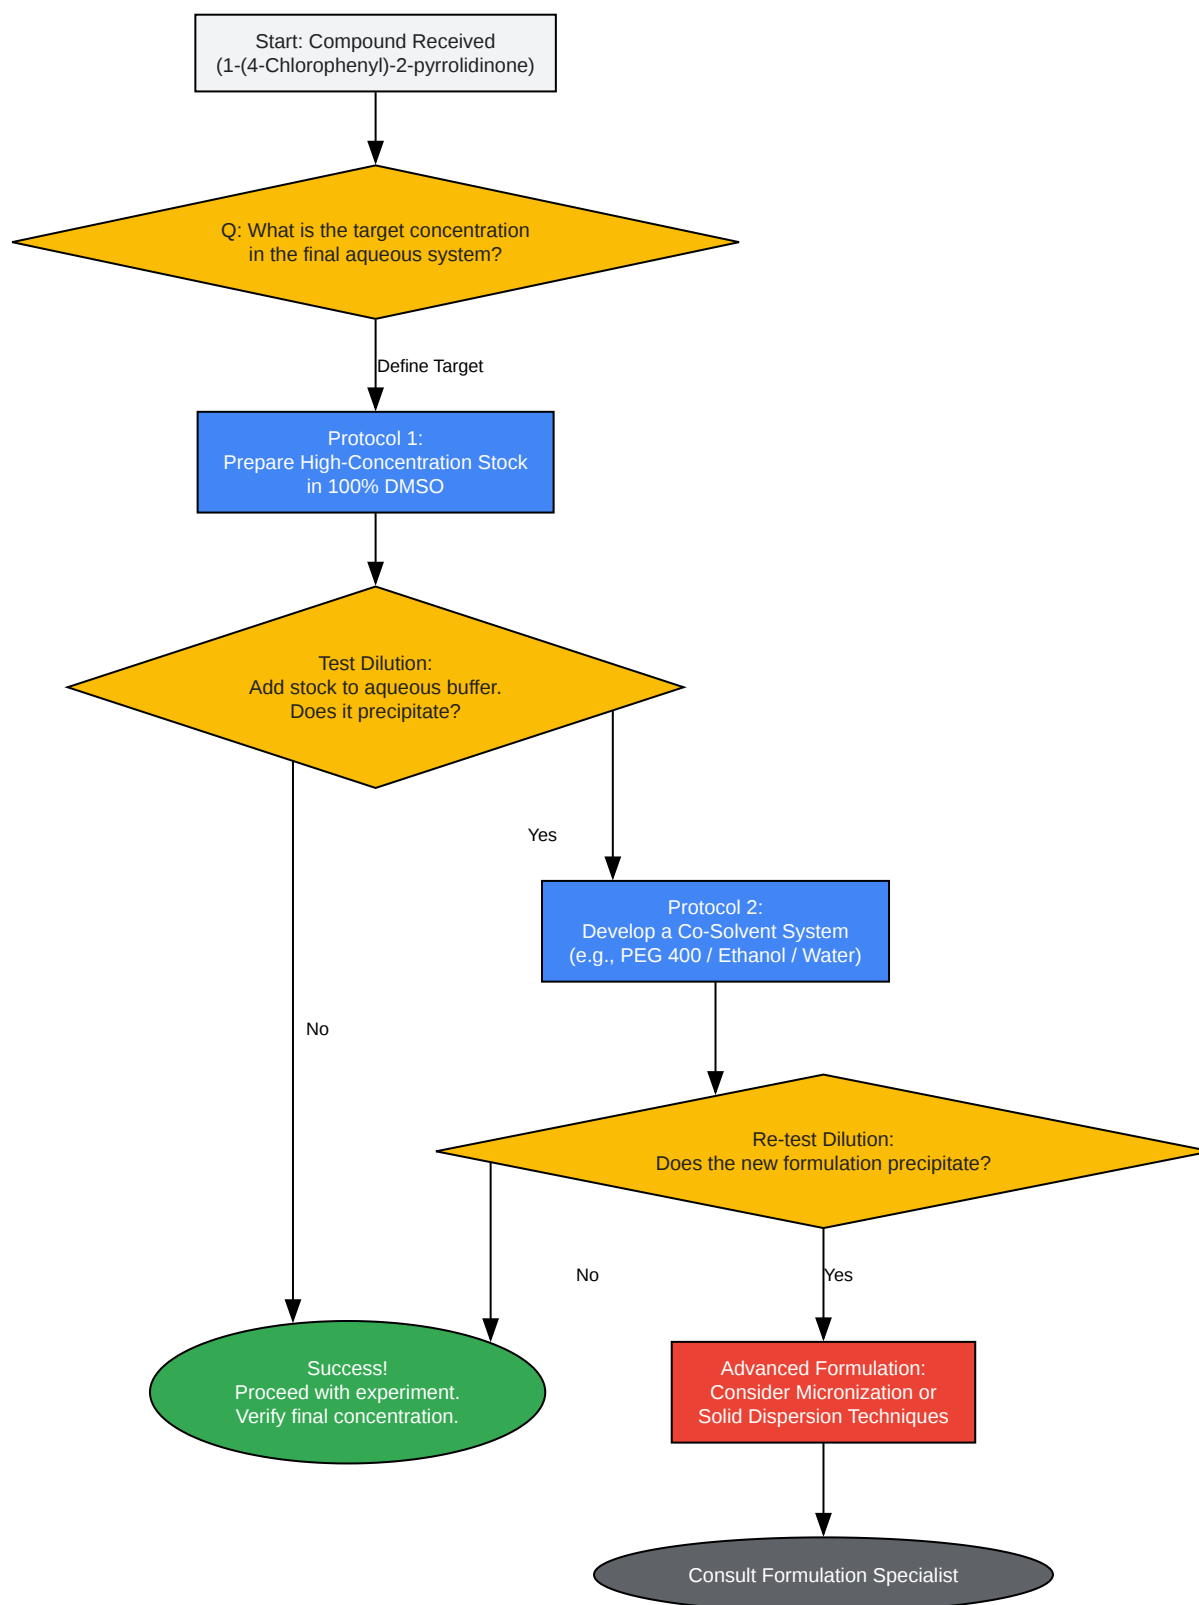 Start: Compound Received
(1-(4-Chlorophenyl)-2-pyrrolidinone)
Q: What is the target concentration
in the final aqueous system?
Define Target
Protocol 1:
Prepare High-Concentration Stock
in 100% DMSO
Test Dilution:
Add stock to aqueous buffer.
Does it precipitate?
Yes
Protocol 2:
Develop a Co-Solvent System
(e.g., PEG 400 / Ethanol / Water)
No
Re-test Dilution:
Does the new formulation precipitate?
No
Yes
Success!
Proceed with experiment.
Verify final concentration.
Advanced Formulation:
Consider Micronization or
Solid Dispersion Techniques
Consult Formulation Specialist